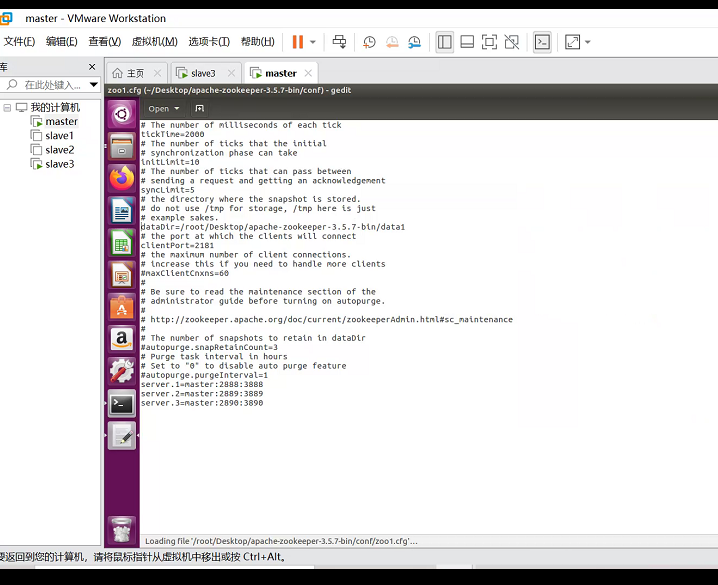 master - VMware Workstation
文件(F) 编辑(E) 查看(V) 虚拟机(M) 选项卡(T) 帮助(H)
库
在此处键入...
我的计算机
master
slave1
slave2
slave3
主页
slave3
master
zoo1.cfg (~/Desktop/apache-zookeeper-3.5.7-bin/conf) - gedit
Open
# The number of milliseconds of each tick
tickTime=2000
# The number of ticks that the initial
# synchronization phase can take
initLimit=10
# The number of ticks that can pass between
# sending a request and getting an acknowledgement
syncLimit=5
# the directory where the snapshot is stored.
# do not use /tmp for storage, /tmp here is just
# example sakes.
dataDir=/root/Desktop/apache-zookeeper-3.5.7-bin/data1
# the port at which the clients will connect
clientPort=2181
# the maximum number of client connections.
# increase this if you need to handle more clients
#maxClientCnxns=60
#
# Be sure to read the maintenance section of the
# administrator guide before turning on autopurge.
#
# http://zookeeper.apache.org/doc/current/zookeeperAdmin.html#sc_maintenance
#
# The number of snapshots to retain in dataDir
#autopurge.snapRetainCount=3
# Purge task interval in hours
# Set to "0" to disable auto purge feature
#autopurge.purgeInterval=1
server.1=master:2888:3888
server.2=master:2889:3889
server.3=master:2890:3890
Loading file '/root/Desktop/apache-zookeeper-3.5.7-bin/conf/zoo1.cfg'...
要返回到您的计算机，请将鼠标指针从虚拟机中移出或按 Ctrl+Alt。